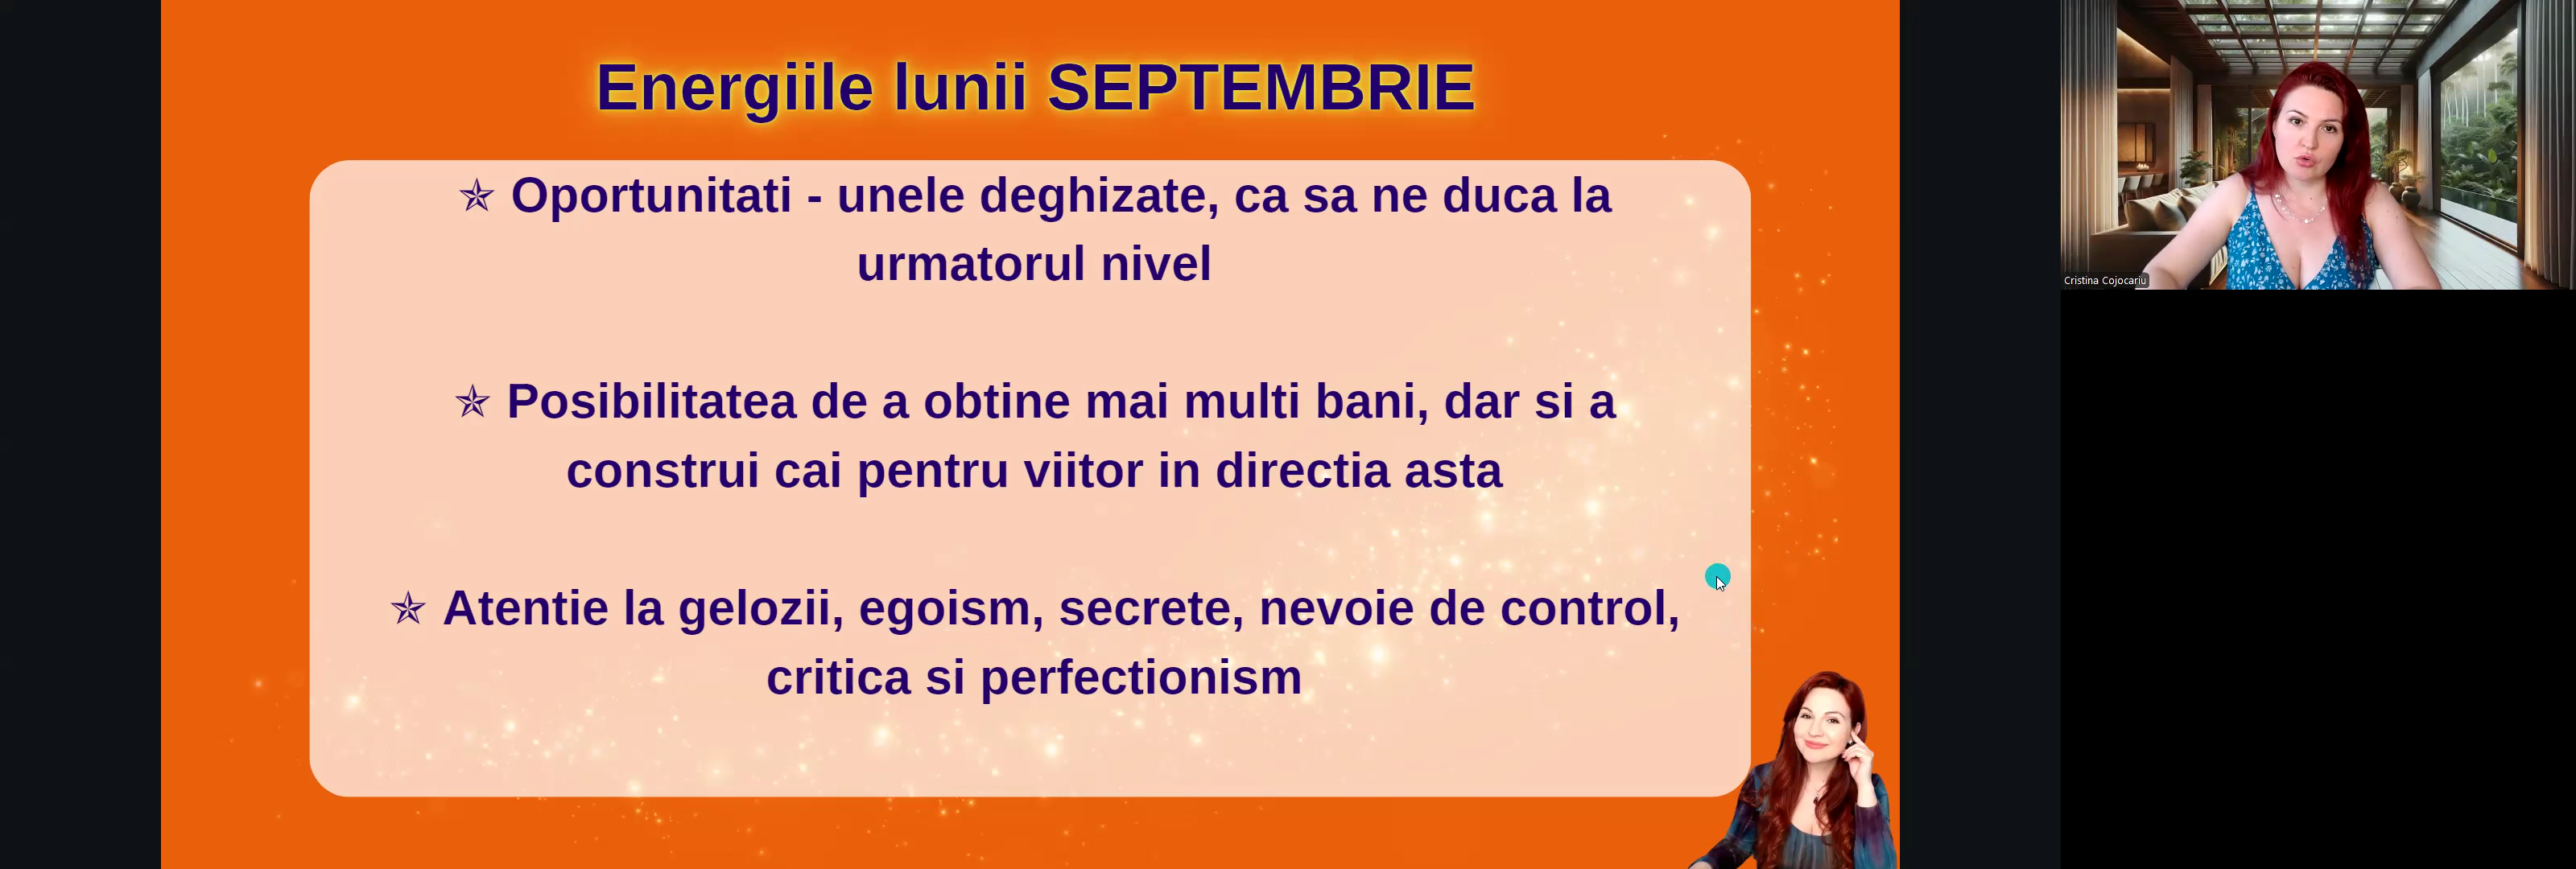 Energiile lunii SEPTEMBRIE
✯ Oportunitati - unele deghizate, ca sa ne duca la
urmatorul nivel
✯ Posibilitatea de a obtine mai multi bani, dar si a
construi cai pentru viitor in directia asta
✯ Atentie la gelozii, egoism, secrete, nevoie de control,
critica si perfectionism
Cristina Cojocariu